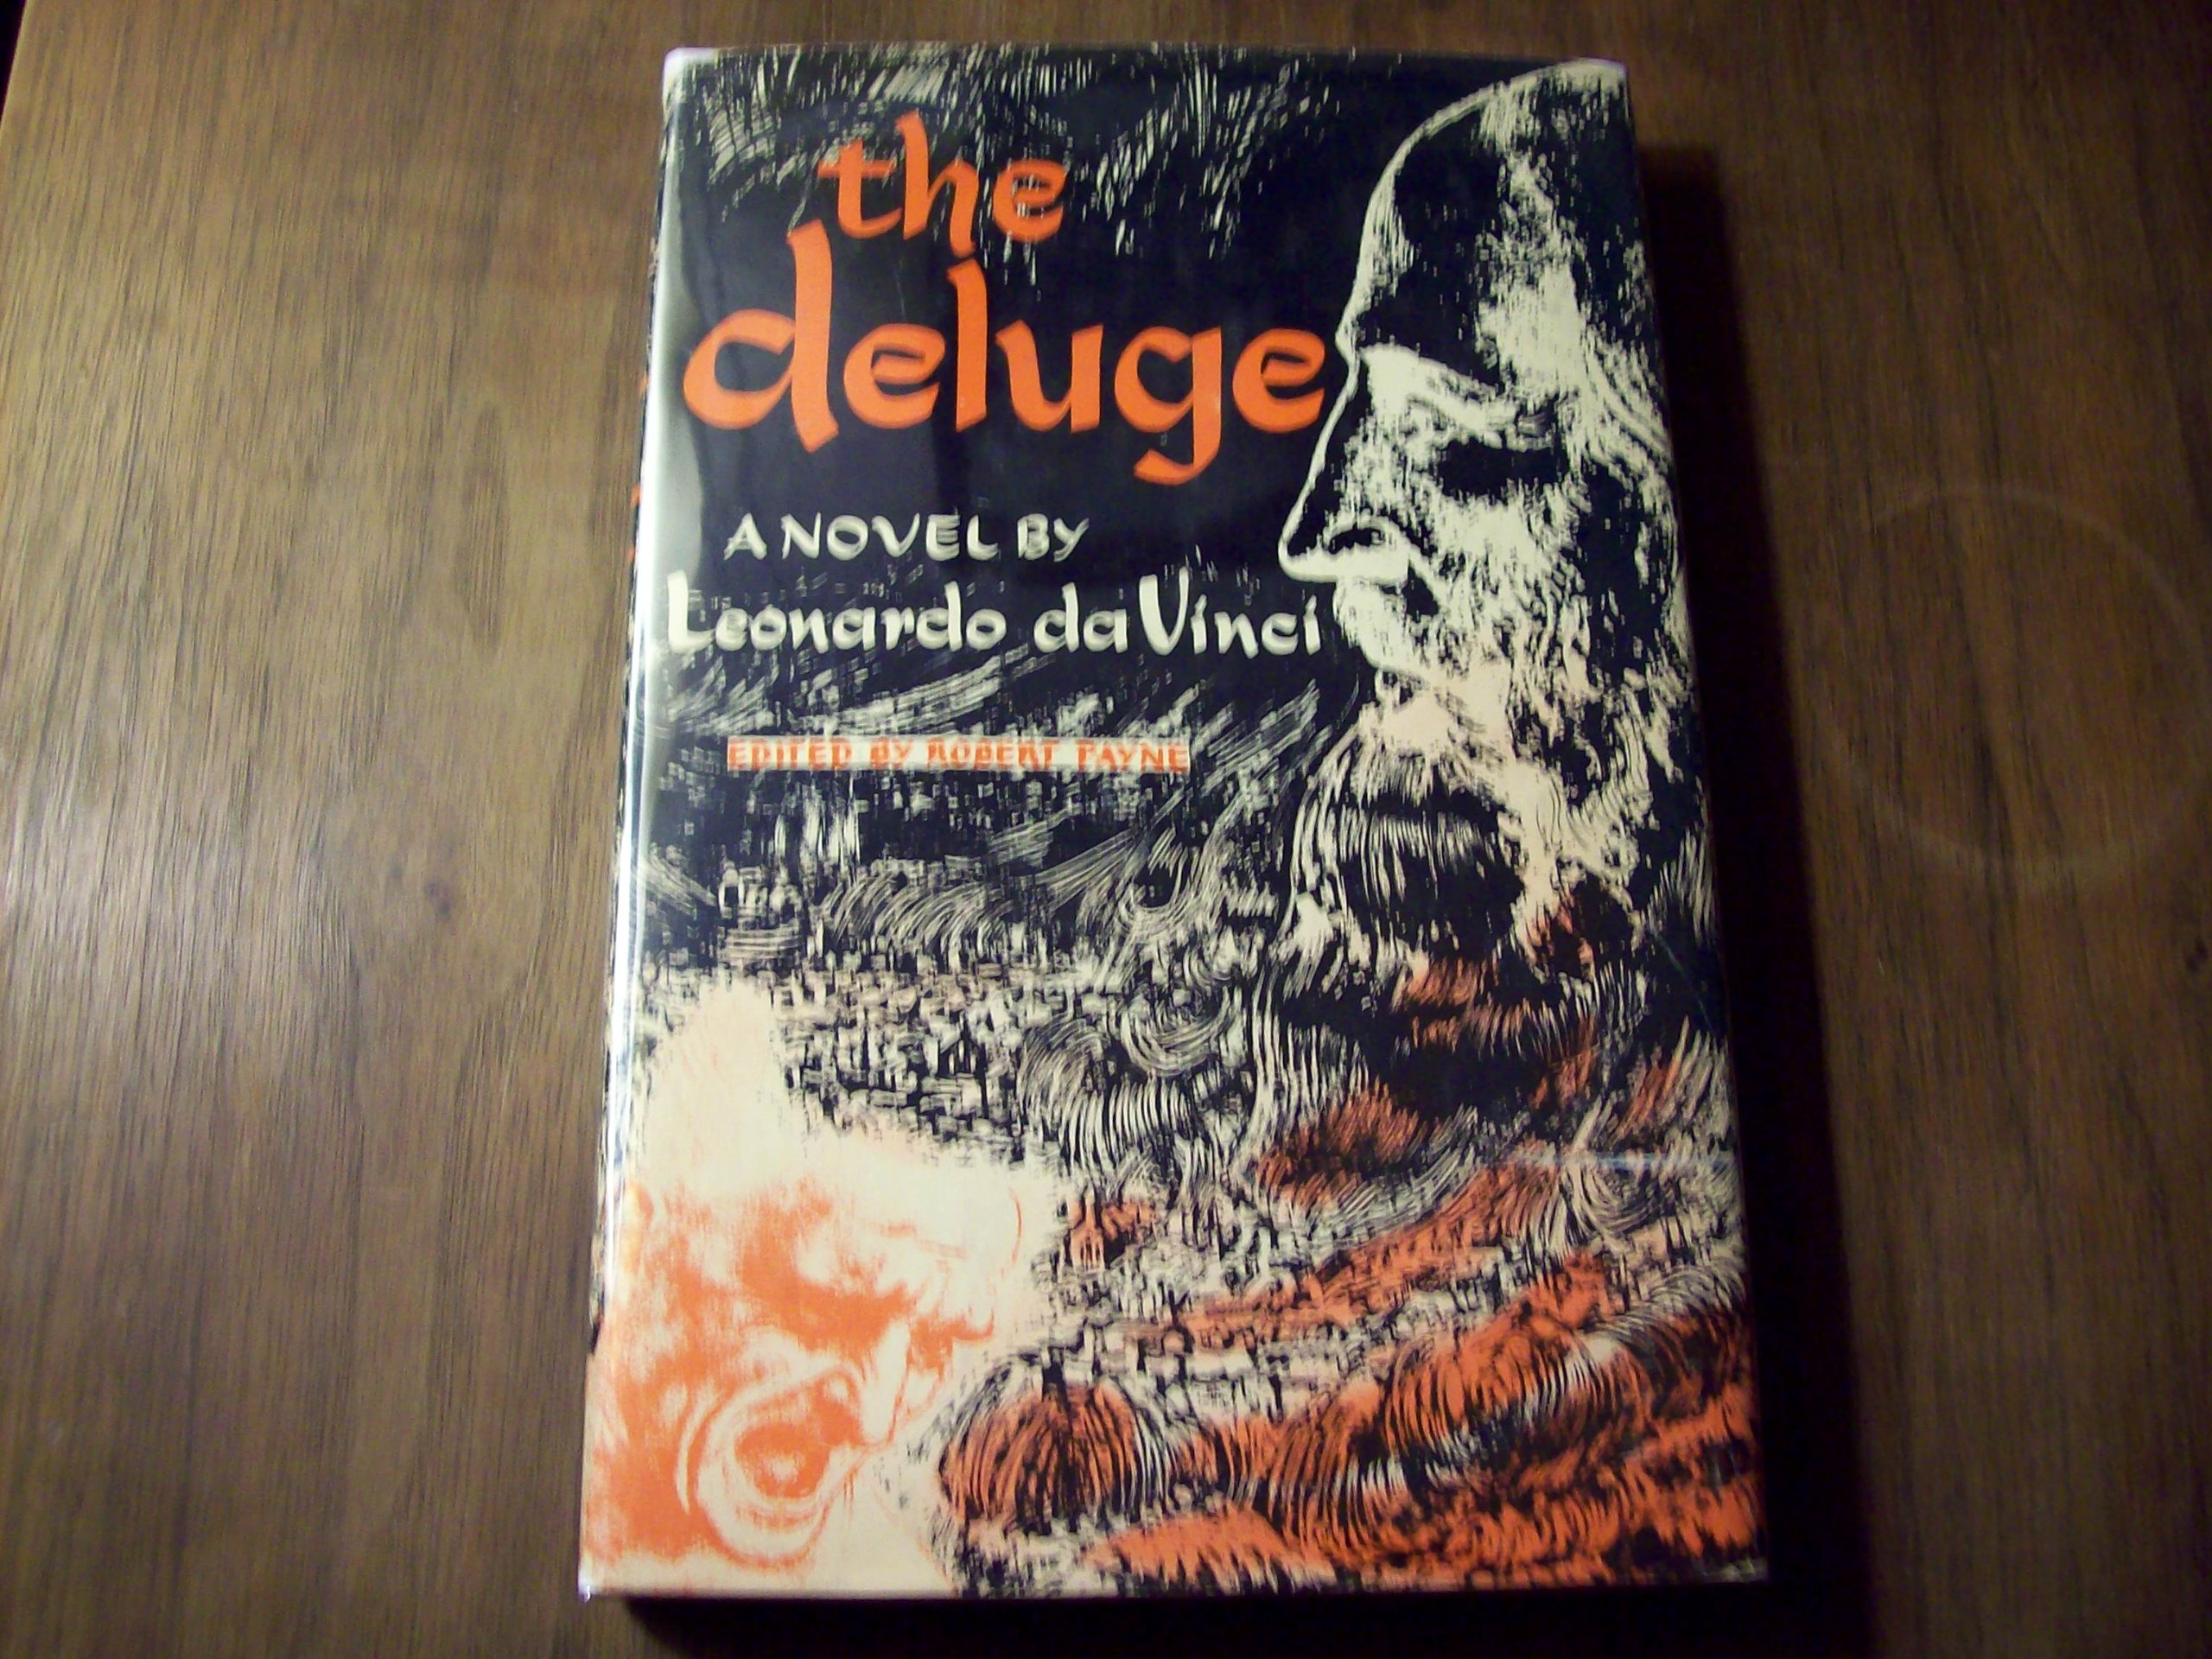 the
deluge
A NOVEL BY
Leonardo da Vinci
EDITED BY ROBERT PAYNE